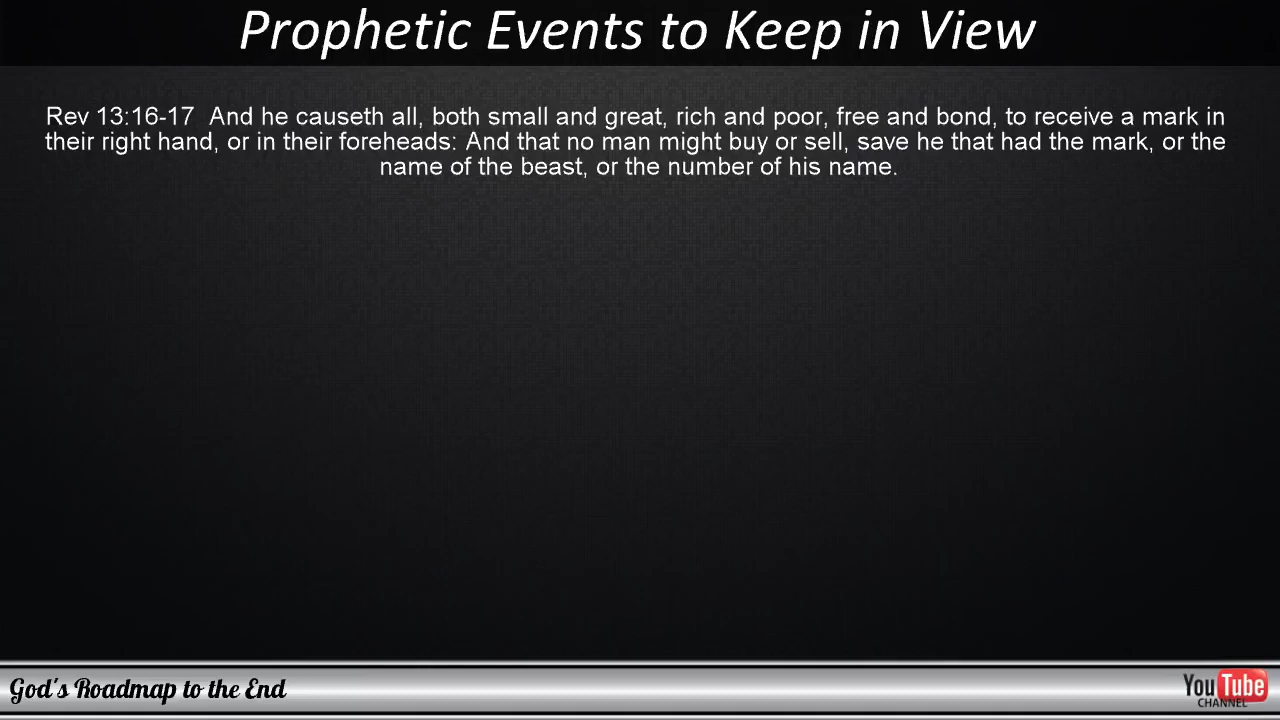 Prophetic Events to Keep in View
Rev 13:16-17 And he causeth all, both small and great, rich and poor, free and bond, to receive a mark in
their right hand, or in their foreheads: And that no man might buy or sell, save he that had the mark, or the
name of the beast, or the number of his name.
God's Roadmap to the End
YouTube
CHANNEL